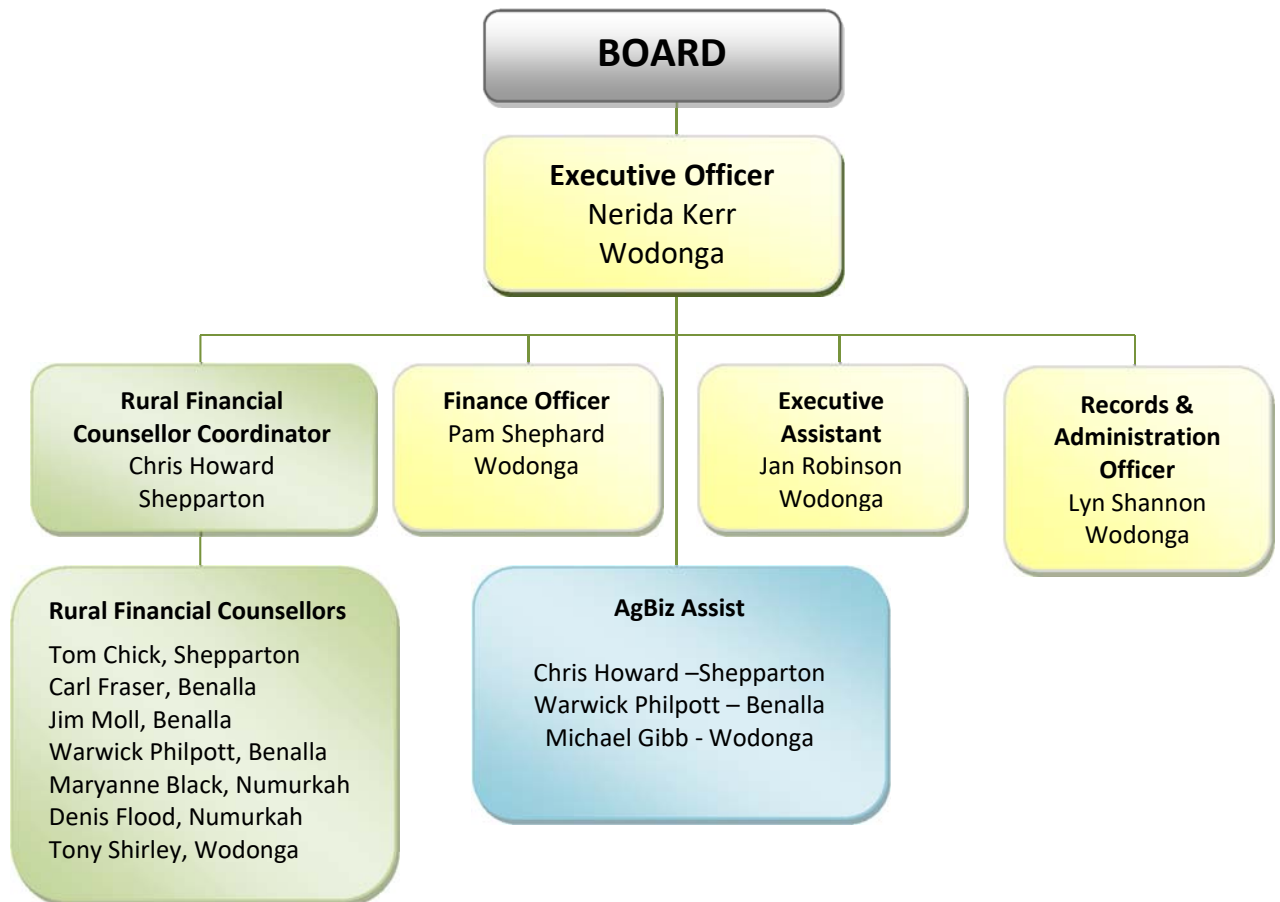 BOARD
Executive Officer
Nerida Kerr
Wodonga
Rural Financial
Counsellor Coordinator
Chris Howard
Shepparton
Finance Officer
Pam Shephard
Wodonga
Executive
Assistant
Jan Robinson
Wodonga
Records &
Administration
Officer
Lyn Shannon
Wodonga
Rural Financial Counsellors
Tom Chick, Shepparton
Carl Fraser, Benalla
Jim Moll, Benalla
Warwick Philpott, Benalla
Maryanne Black, Numurkah
Denis Flood, Numurkah
Tony Shirley, Wodonga
AgBiz Assist
Chris Howard –Shepparton
Warwick Philpott – Benalla
Michael Gibb - Wodonga